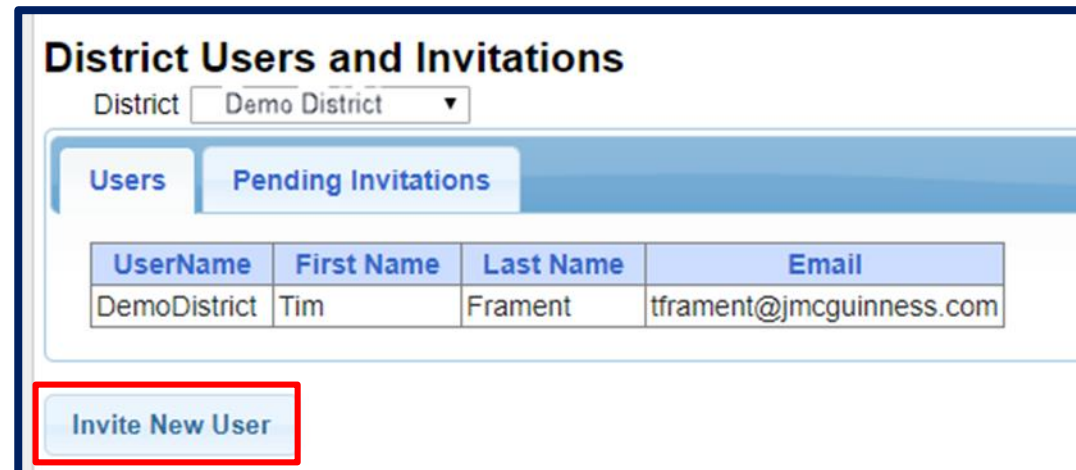 District Users and Invitations
District Demo District ▼
Users Pending Invitations
UserName First Name Last Name Email
DemoDistrict Tim Frament tframent@jmcguinness.com
Invite New User